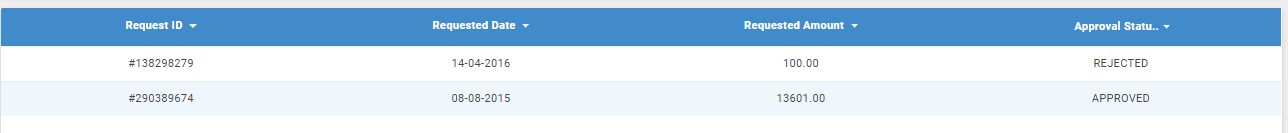 Request ID Requested Date Requested Amount Approval Statu..
#138298279 14-04-2016 100.00 REJECTED
#290389674 08-08-2015 13601.00 APPROVED